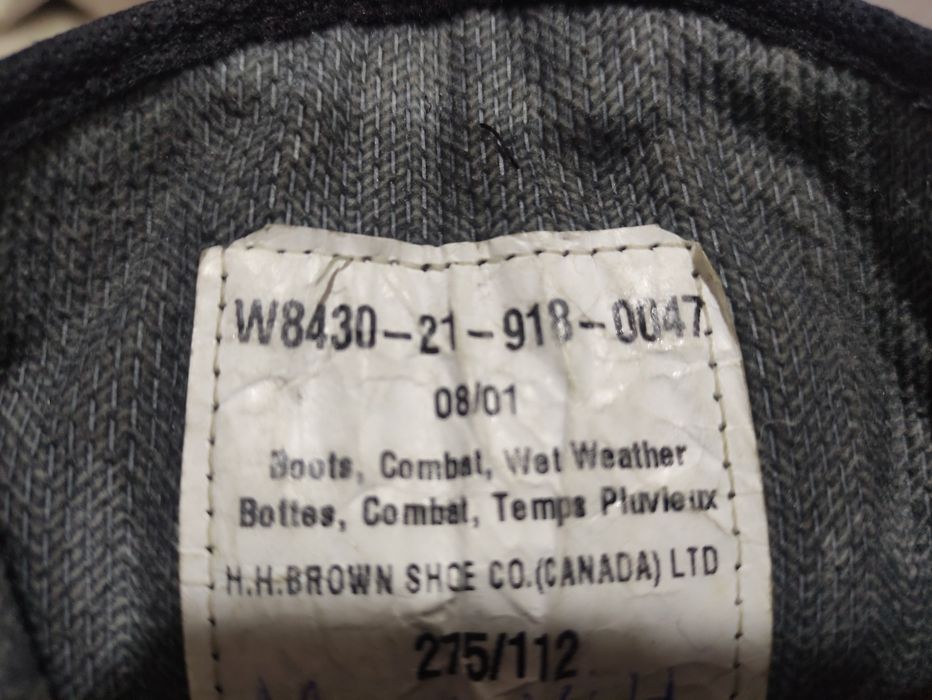 W8430-21-918-0047
08/01
Boots, Combat, Wet Weather
Bottes, Combat, Temps Pluvieux
H.H.BROWN SHOE CO.(CANADA) LTD
275/112